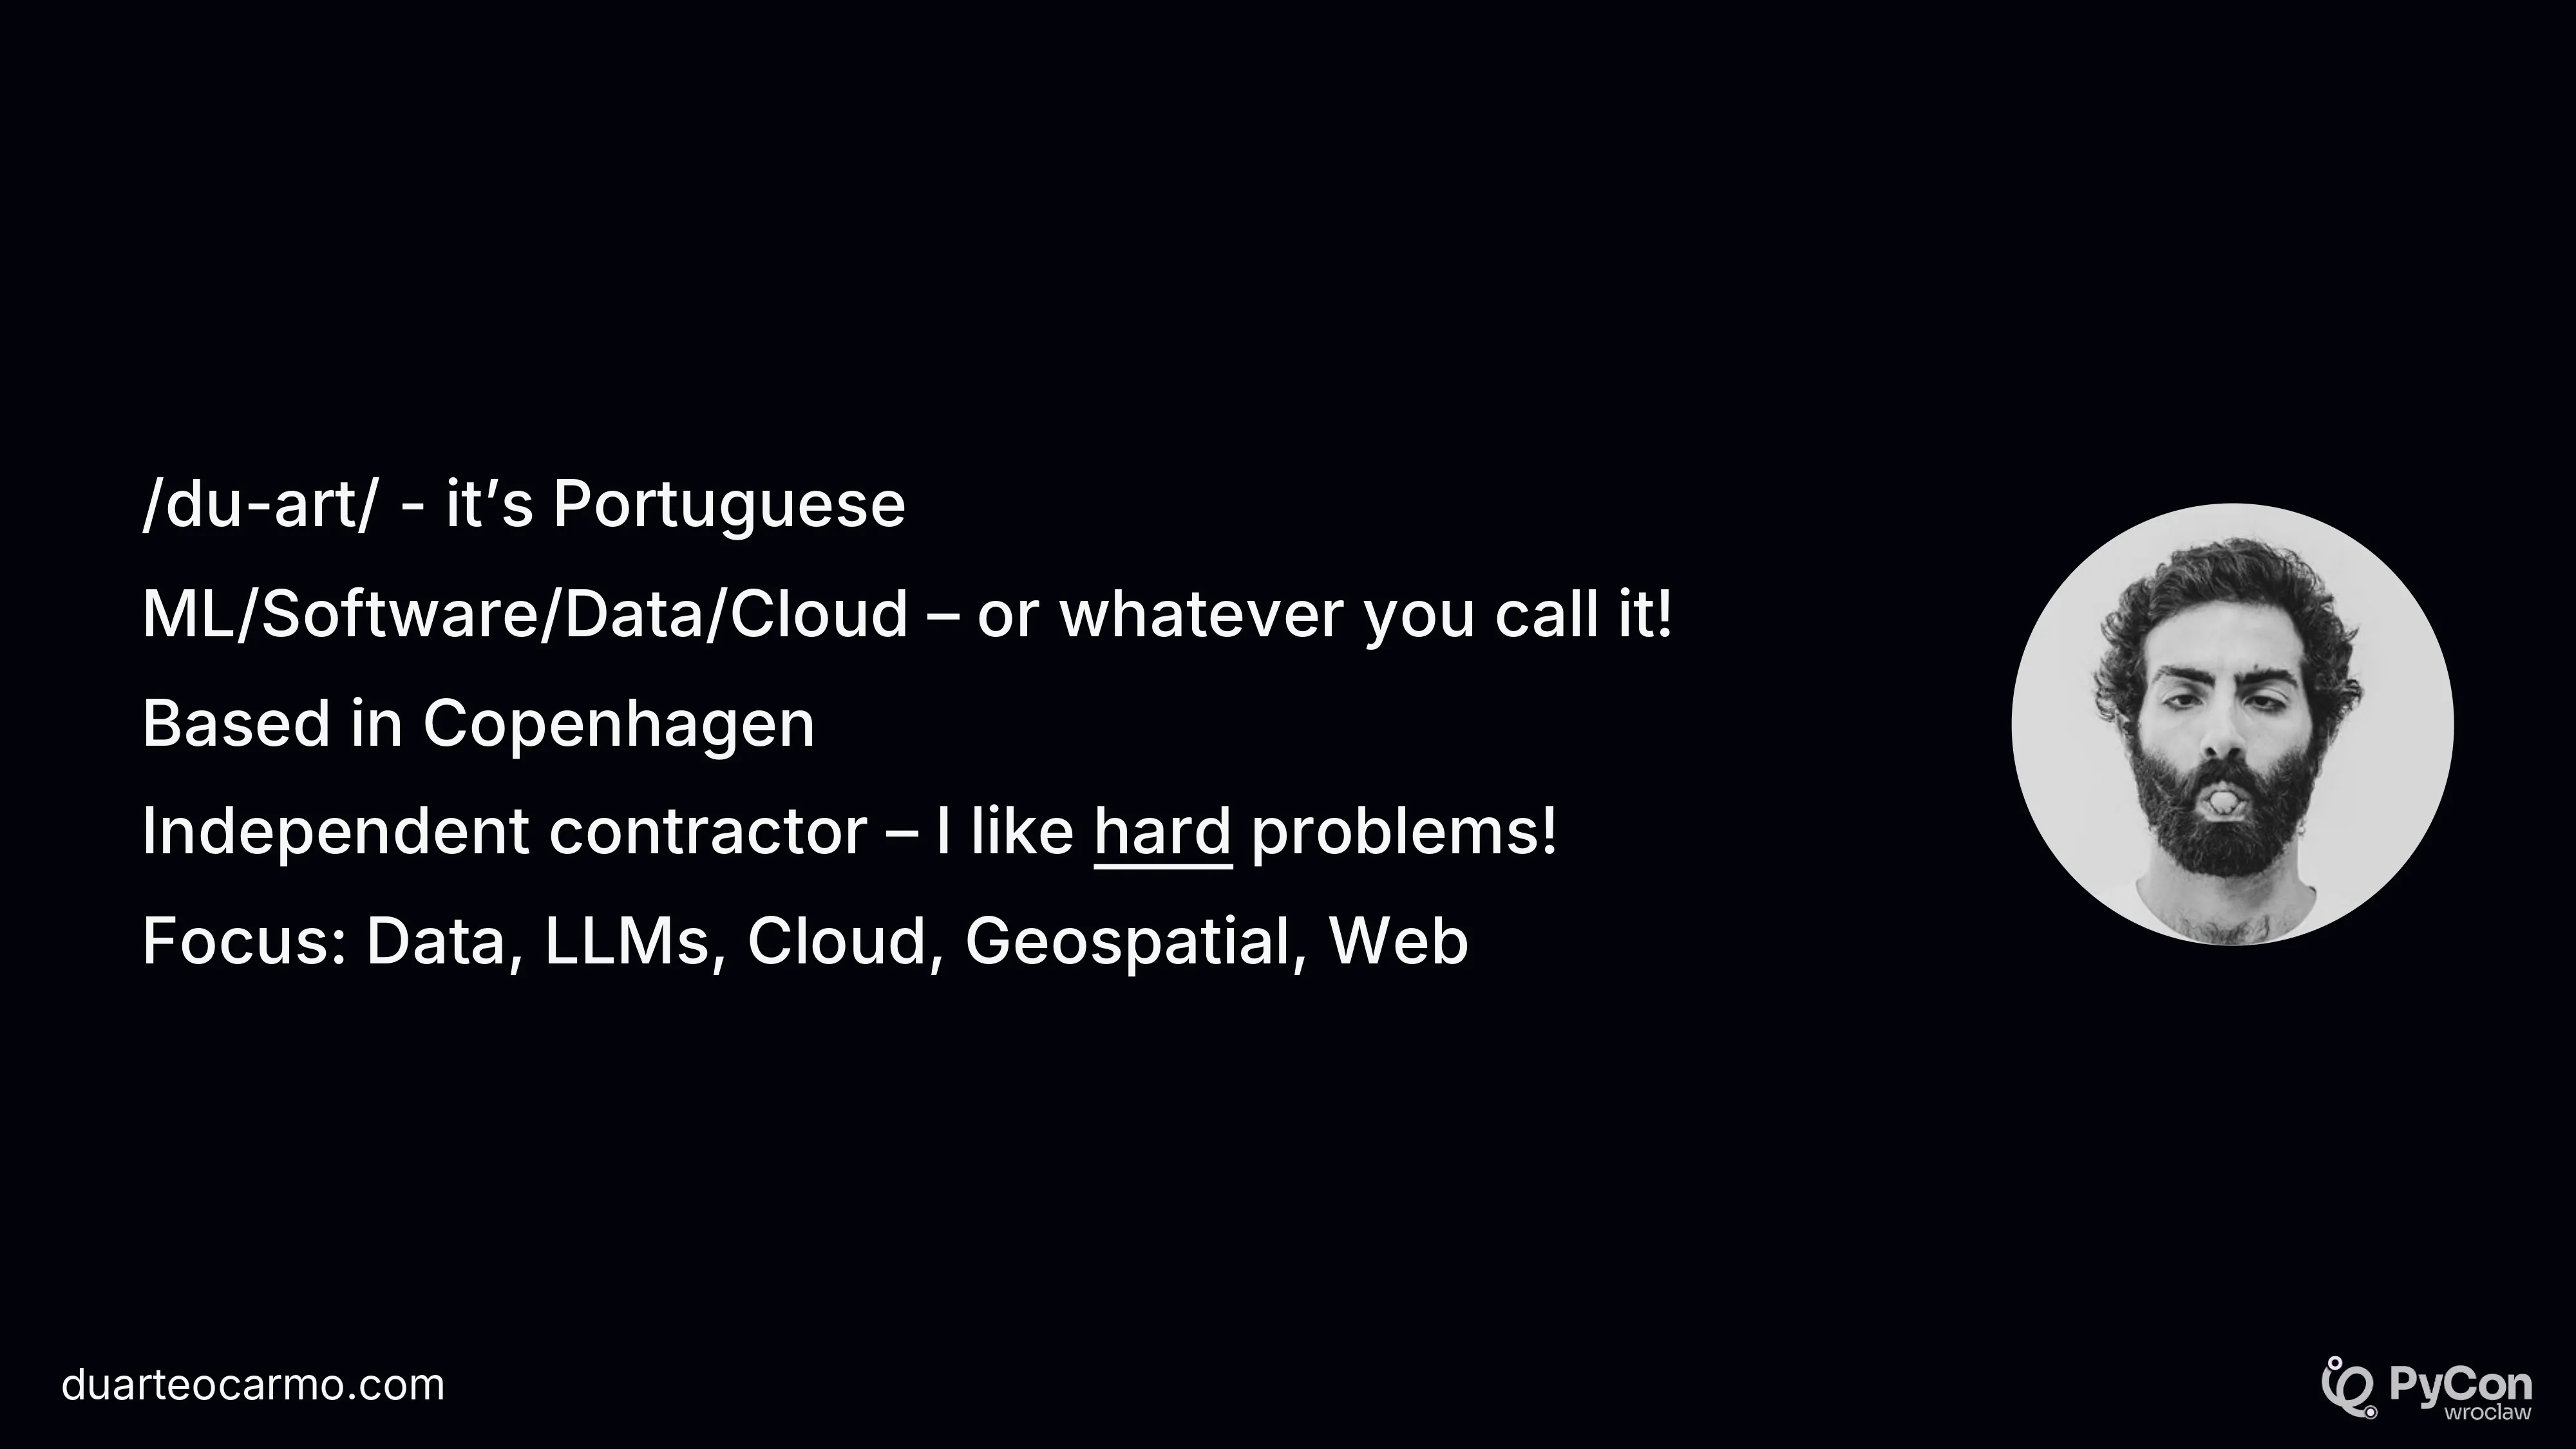 /du-art/ - it’s Portuguese
ML/Software/Data/Cloud – or whatever you call it!
Based in Copenhagen
Independent contractor – I like hard problems!
Focus: Data, LLMs, Cloud, Geospatial, Web
duarteocarmo.com
PyCon
wroclaw